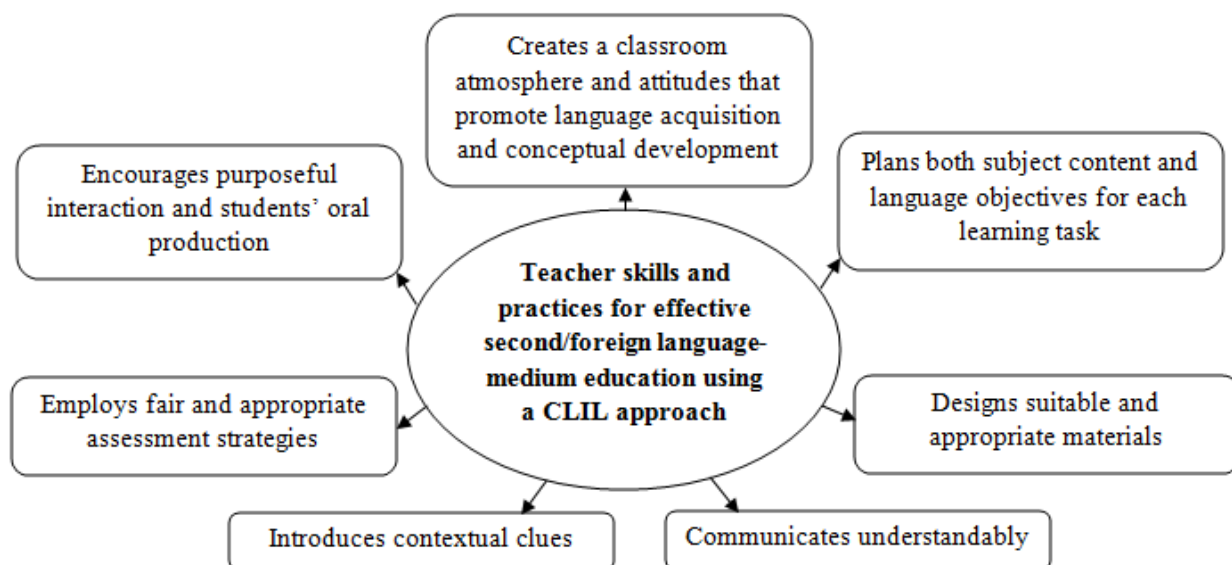 Creates a classroom
atmosphere and attitudes that
promote language acquisition
and conceptual development
Encourages purposeful
interaction and students’ oral
production
Plans both subject content and
language objectives for each
learning task
Teacher skills and
practices for effective
second/foreign language-
medium education using
a CLIL approach
Employs fair and appropriate
assessment strategies
Designs suitable and
appropriate materials
Introduces contextual clues
Communicates understandably